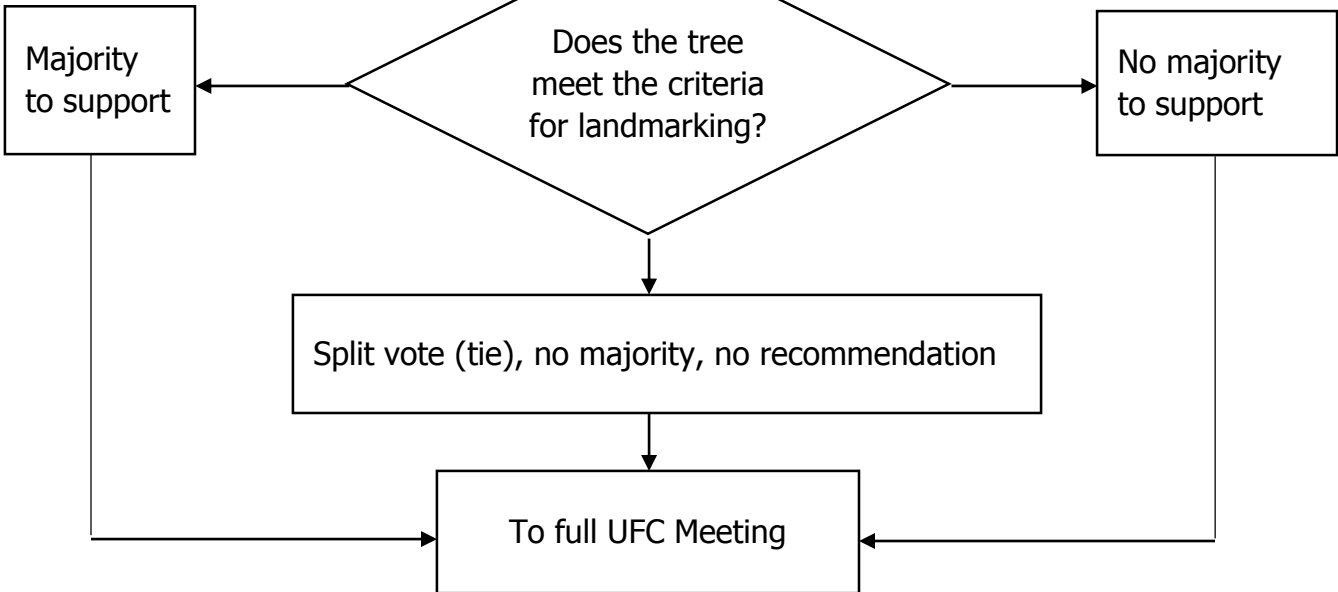 Majority
to support
Does the tree
meet the criteria
for landmarking?
No majority
to support
Split vote (tie), no majority, no recommendation
To full UFC Meeting